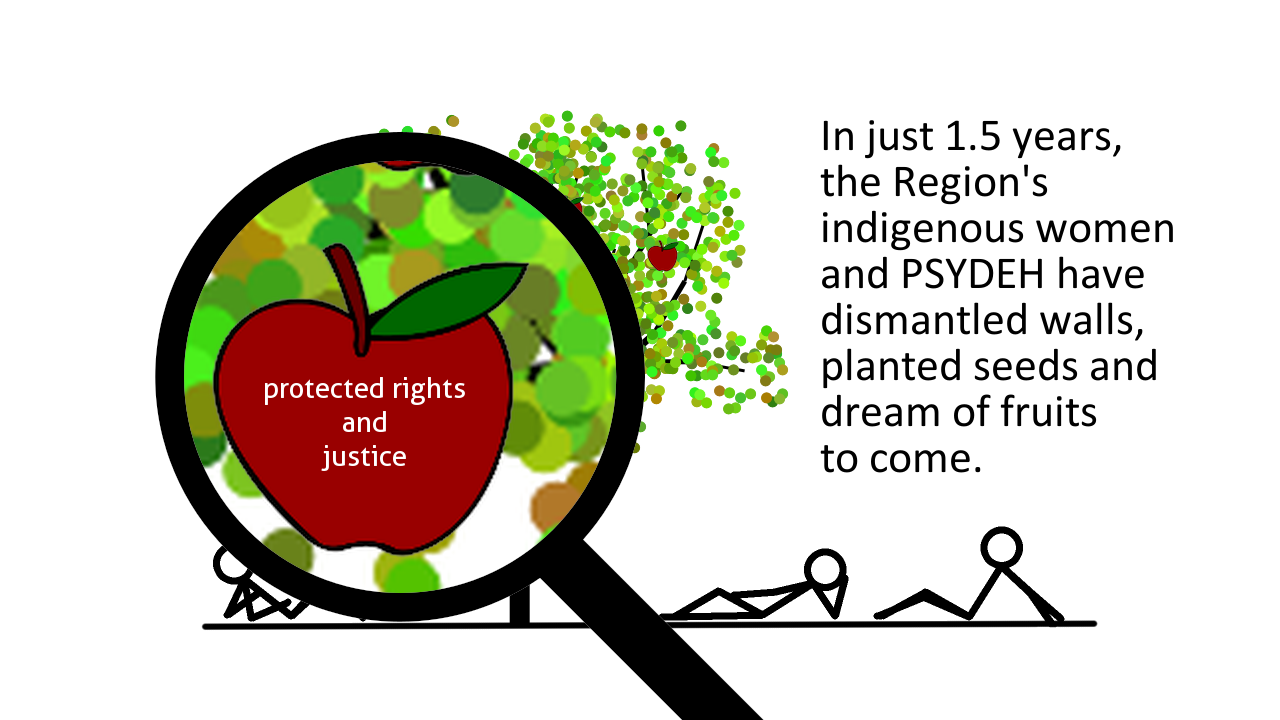 In just 1.5 years,
the Region's
indigenous women
and PSYDEH have
dismantled walls,
planted seeds and
dream of fruits
to come.
protected rights
and
justice